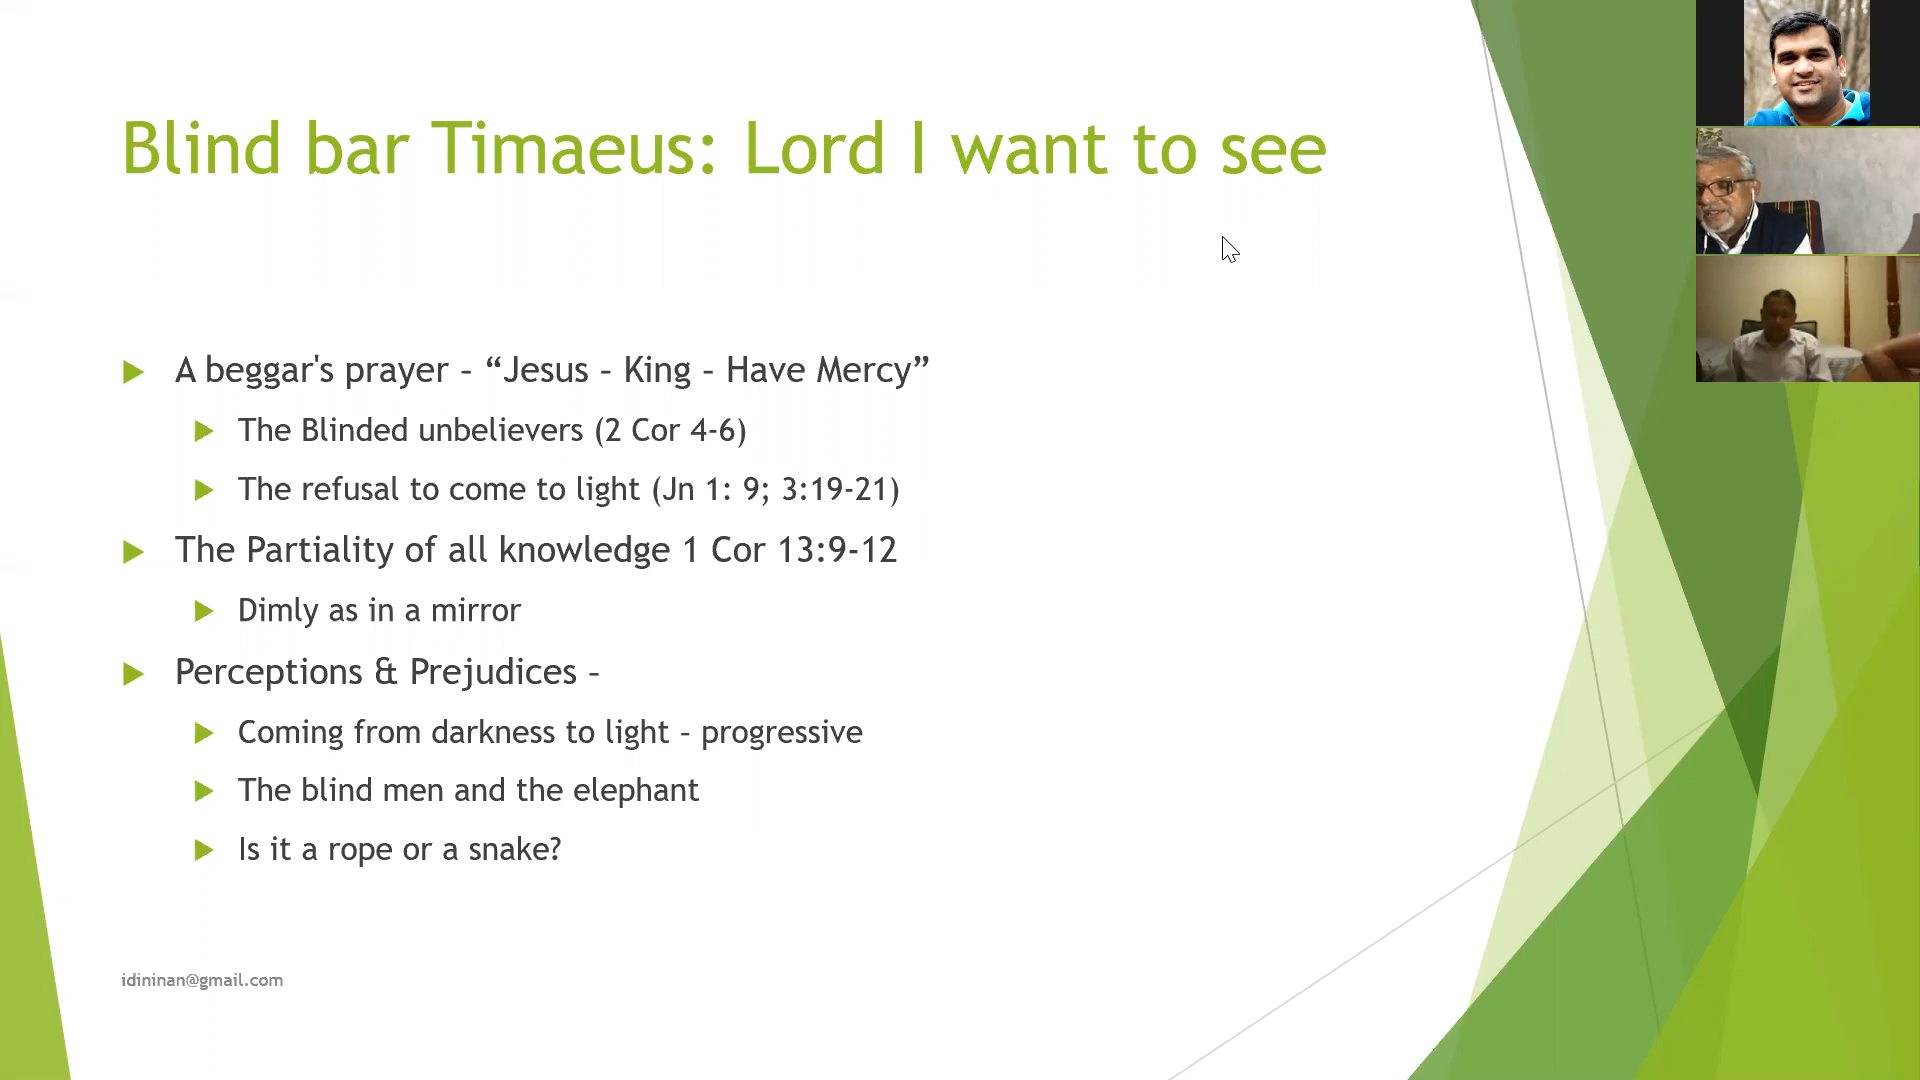 Blind bar Timaeus: Lord I want to see
A beggar's prayer – “Jesus – King – Have Mercy”
The Blinded unbelievers (2 Cor 4-6)
The refusal to come to light (Jn 1: 9; 3:19-21)
The Partiality of all knowledge 1 Cor 13:9-12
Dimly as in a mirror
Perceptions & Prejudices –
Coming from darkness to light – progressive
The blind men and the elephant
Is it a rope or a snake?
idininan@gmail.com